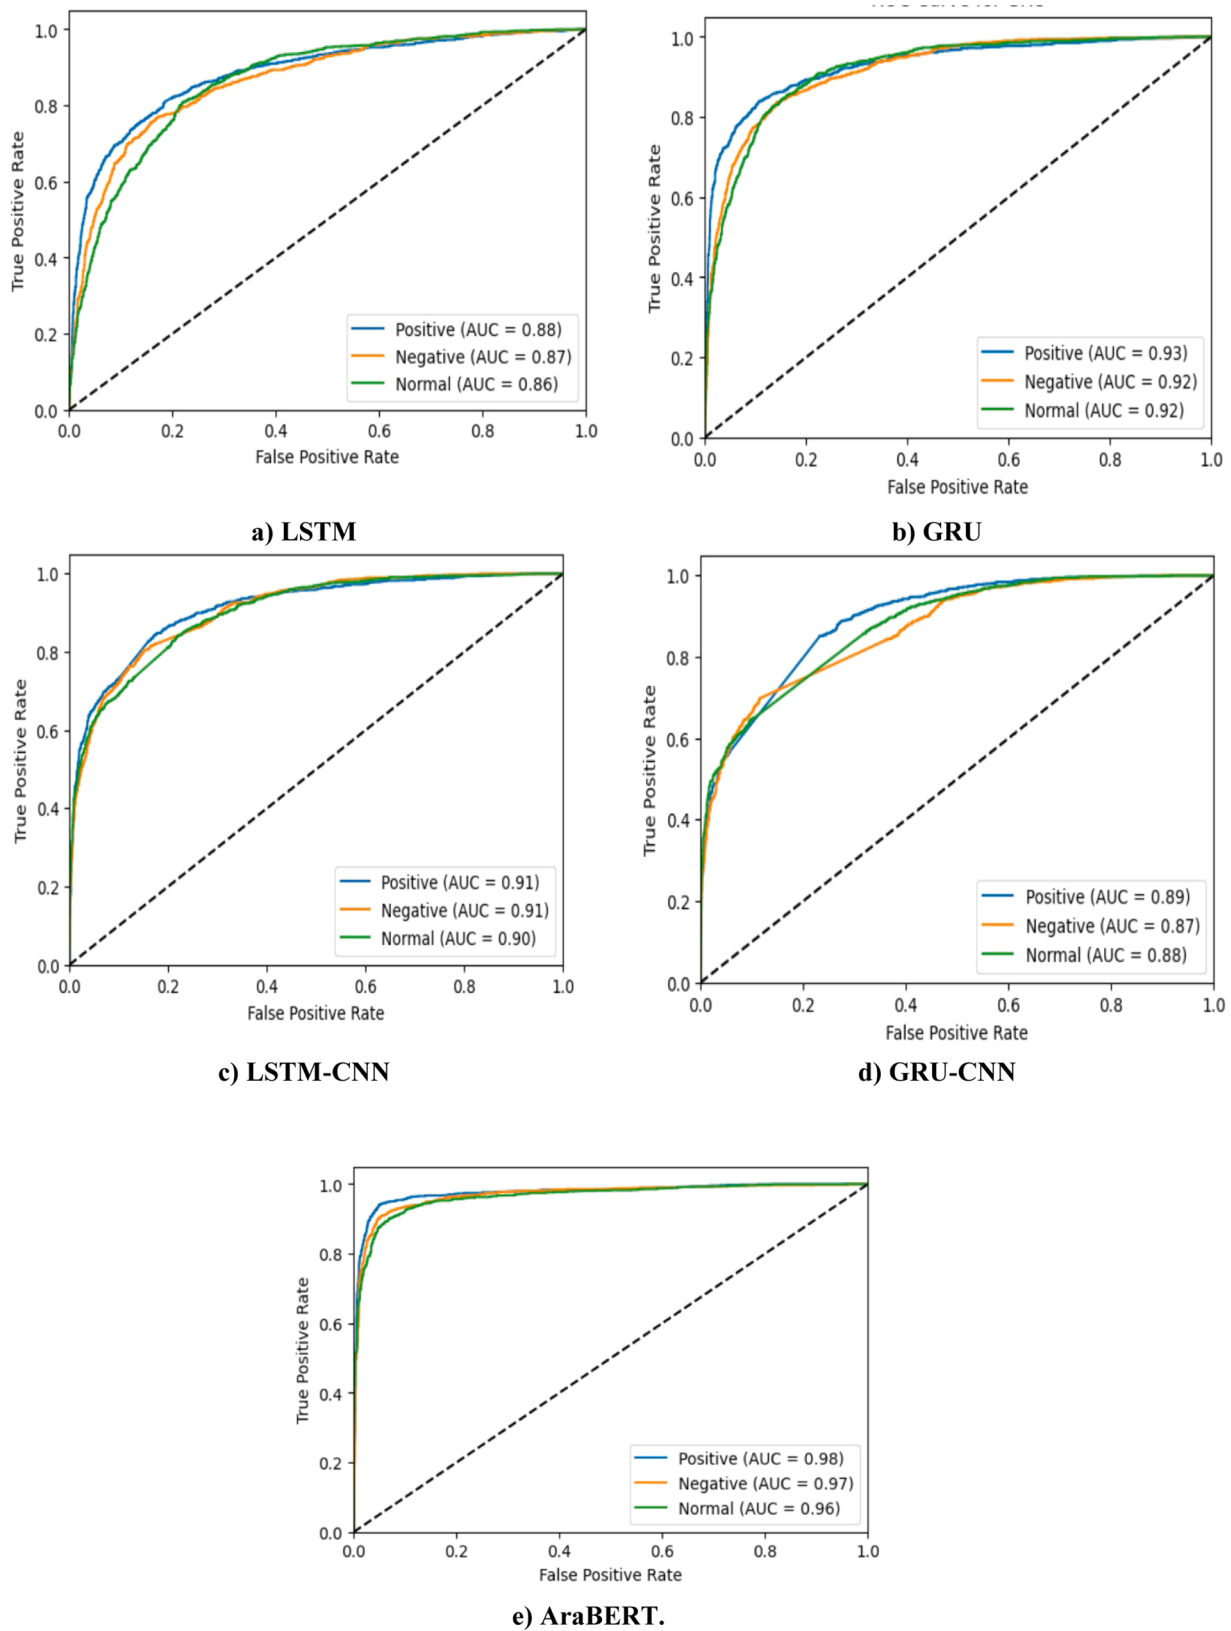 1.0
0.8
0.6
0.4
0.2
0.0
True Positive Rate
Positive (AUC = 0.88)
Negative (AUC = 0.87)
Normal (AUC = 0.86)
0.0 0.2 0.4 0.6 0.8 1.0
False Positive Rate
a) LSTM
1.0
0.8
0.6
0.4
0.2
0.0
True Positive Rate
Positive (AUC = 0.93)
Negative (AUC = 0.92)
Normal (AUC = 0.92)
0.0 0.2 0.4 0.6 0.8 1.0
False Positive Rate
b) GRU
1.0
0.8
0.6
0.4
0.2
0.0
True Positive Rate
Positive (AUC = 0.91)
Negative (AUC = 0.91)
Normal (AUC = 0.90)
0.0 0.2 0.4 0.6 0.8 1.0
False Positive Rate
c) LSTM-CNN
1.0
0.8
0.6
0.4
0.2
0.0
True Positive Rate
Positive (AUC = 0.89)
Negative (AUC = 0.87)
Normal (AUC = 0.88)
0.0 0.2 0.4 0.6 0.8 1.0
False Positive Rate
d) GRU-CNN
1.0
0.8
0.6
0.4
0.2
0.0
True Positive Rate
Positive (AUC = 0.98)
Negative (AUC = 0.97)
Normal (AUC = 0.96)
0.0 0.2 0.4 0.6 0.8 1.0
False Positive Rate
e) AraBERT.